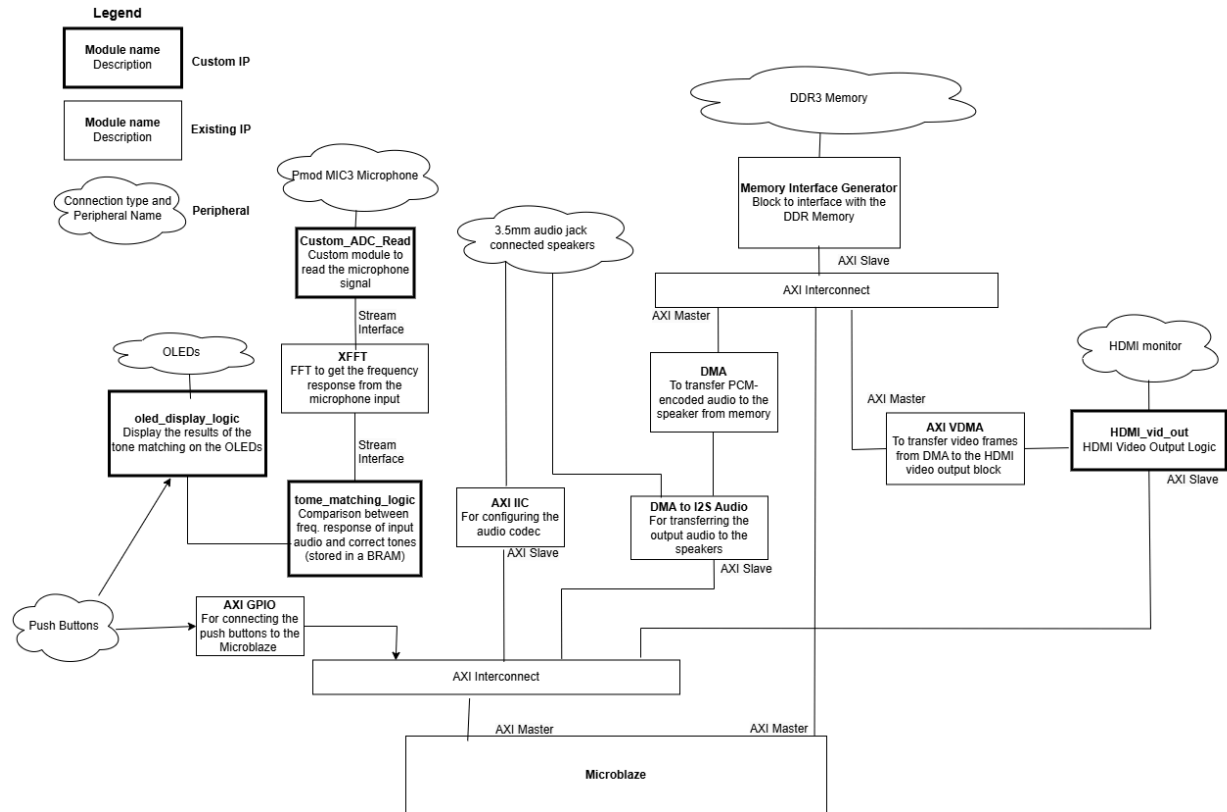 Legend
Module name
Description
Custom IP
Module name
Description
Existing IP
Connection type and
Peripheral Name
Peripheral
Pmod MIC3 Microphone
Custom_ADC_Read
Custom module to
read the microphone
signal
Stream
Interface
XFFT
FFT to get the frequency
response from the
microphone input
Stream
Interface
tome_matching_logic
Comparison between
freq. response of input
audio and correct tones
(stored in a BRAM)
OLEDs
oled_display_logic
Display the results of the
tone matching on the OLEDs
Push Buttons
AXI GPIO
For connecting the
push buttons to the
Microblaze
3.5mm audio jack
connected speakers
AXI IIC
For configuring the
audio codec
AXI Slave
DDR3 Memory
Memory Interface Generator
Block to interface with the
DDR Memory
AXI Slave
AXI Interconnect
AXI Master
DMA
To transfer PCM-
encoded audio to the
speaker from memory
DMA to I2S Audio
For transferring the
output audio to the
speakers
AXI Slave
AXI Master
AXI VDMA
To transfer video frames
from DMA to the HDMI
video output block
HDMI monitor
HDMI_vid_out
HDMI Video Output Logic
AXI Slave
AXI Interconnect
AXI Master
AXI Master
Microblaze